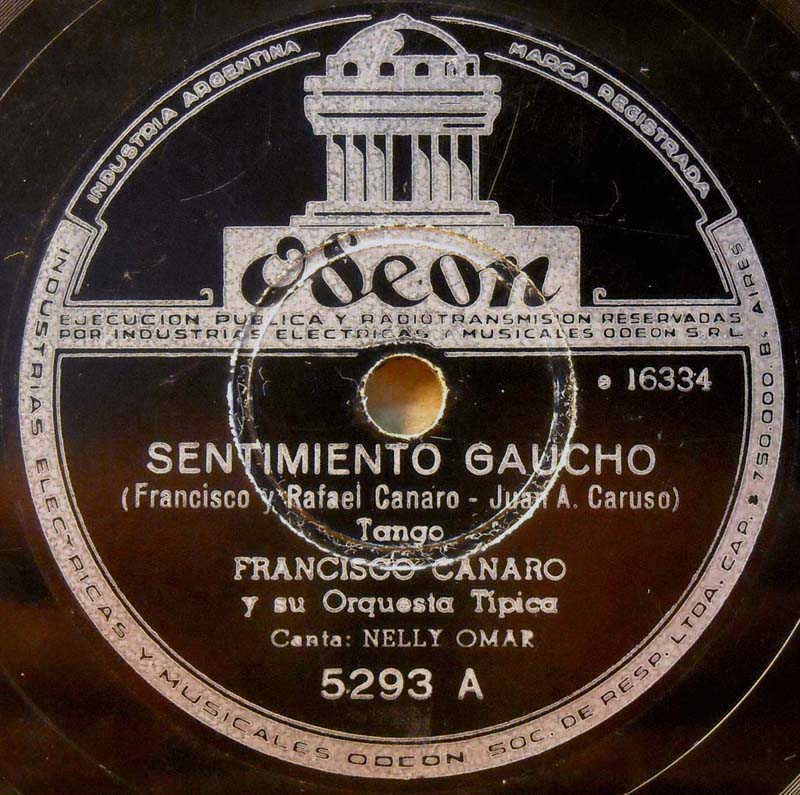 INDUSTRIA ARGENTINA
MARCA REGISTRADA
Odeon
EJECUCION PUBLICA Y RADIOTRANSMISION RESERVADAS
POR INDUSTRIAS ELECTRICAS Y MUSICALES ODEON S.R.L
e 16334
SENTIMIENTO GAUCHO
(Francisco y Rafael Canaro - Juan A. Caruso)
Tango
FRANCISCO CANARO
y su Orquesta Típica
Canta: NELLY OMAR
5293 A
INDUSTRIAS ELECTRICAS Y MUSICALES ODEON SOC. DE RESP. LTDA. CAP. $ 750.000 B. AIRES